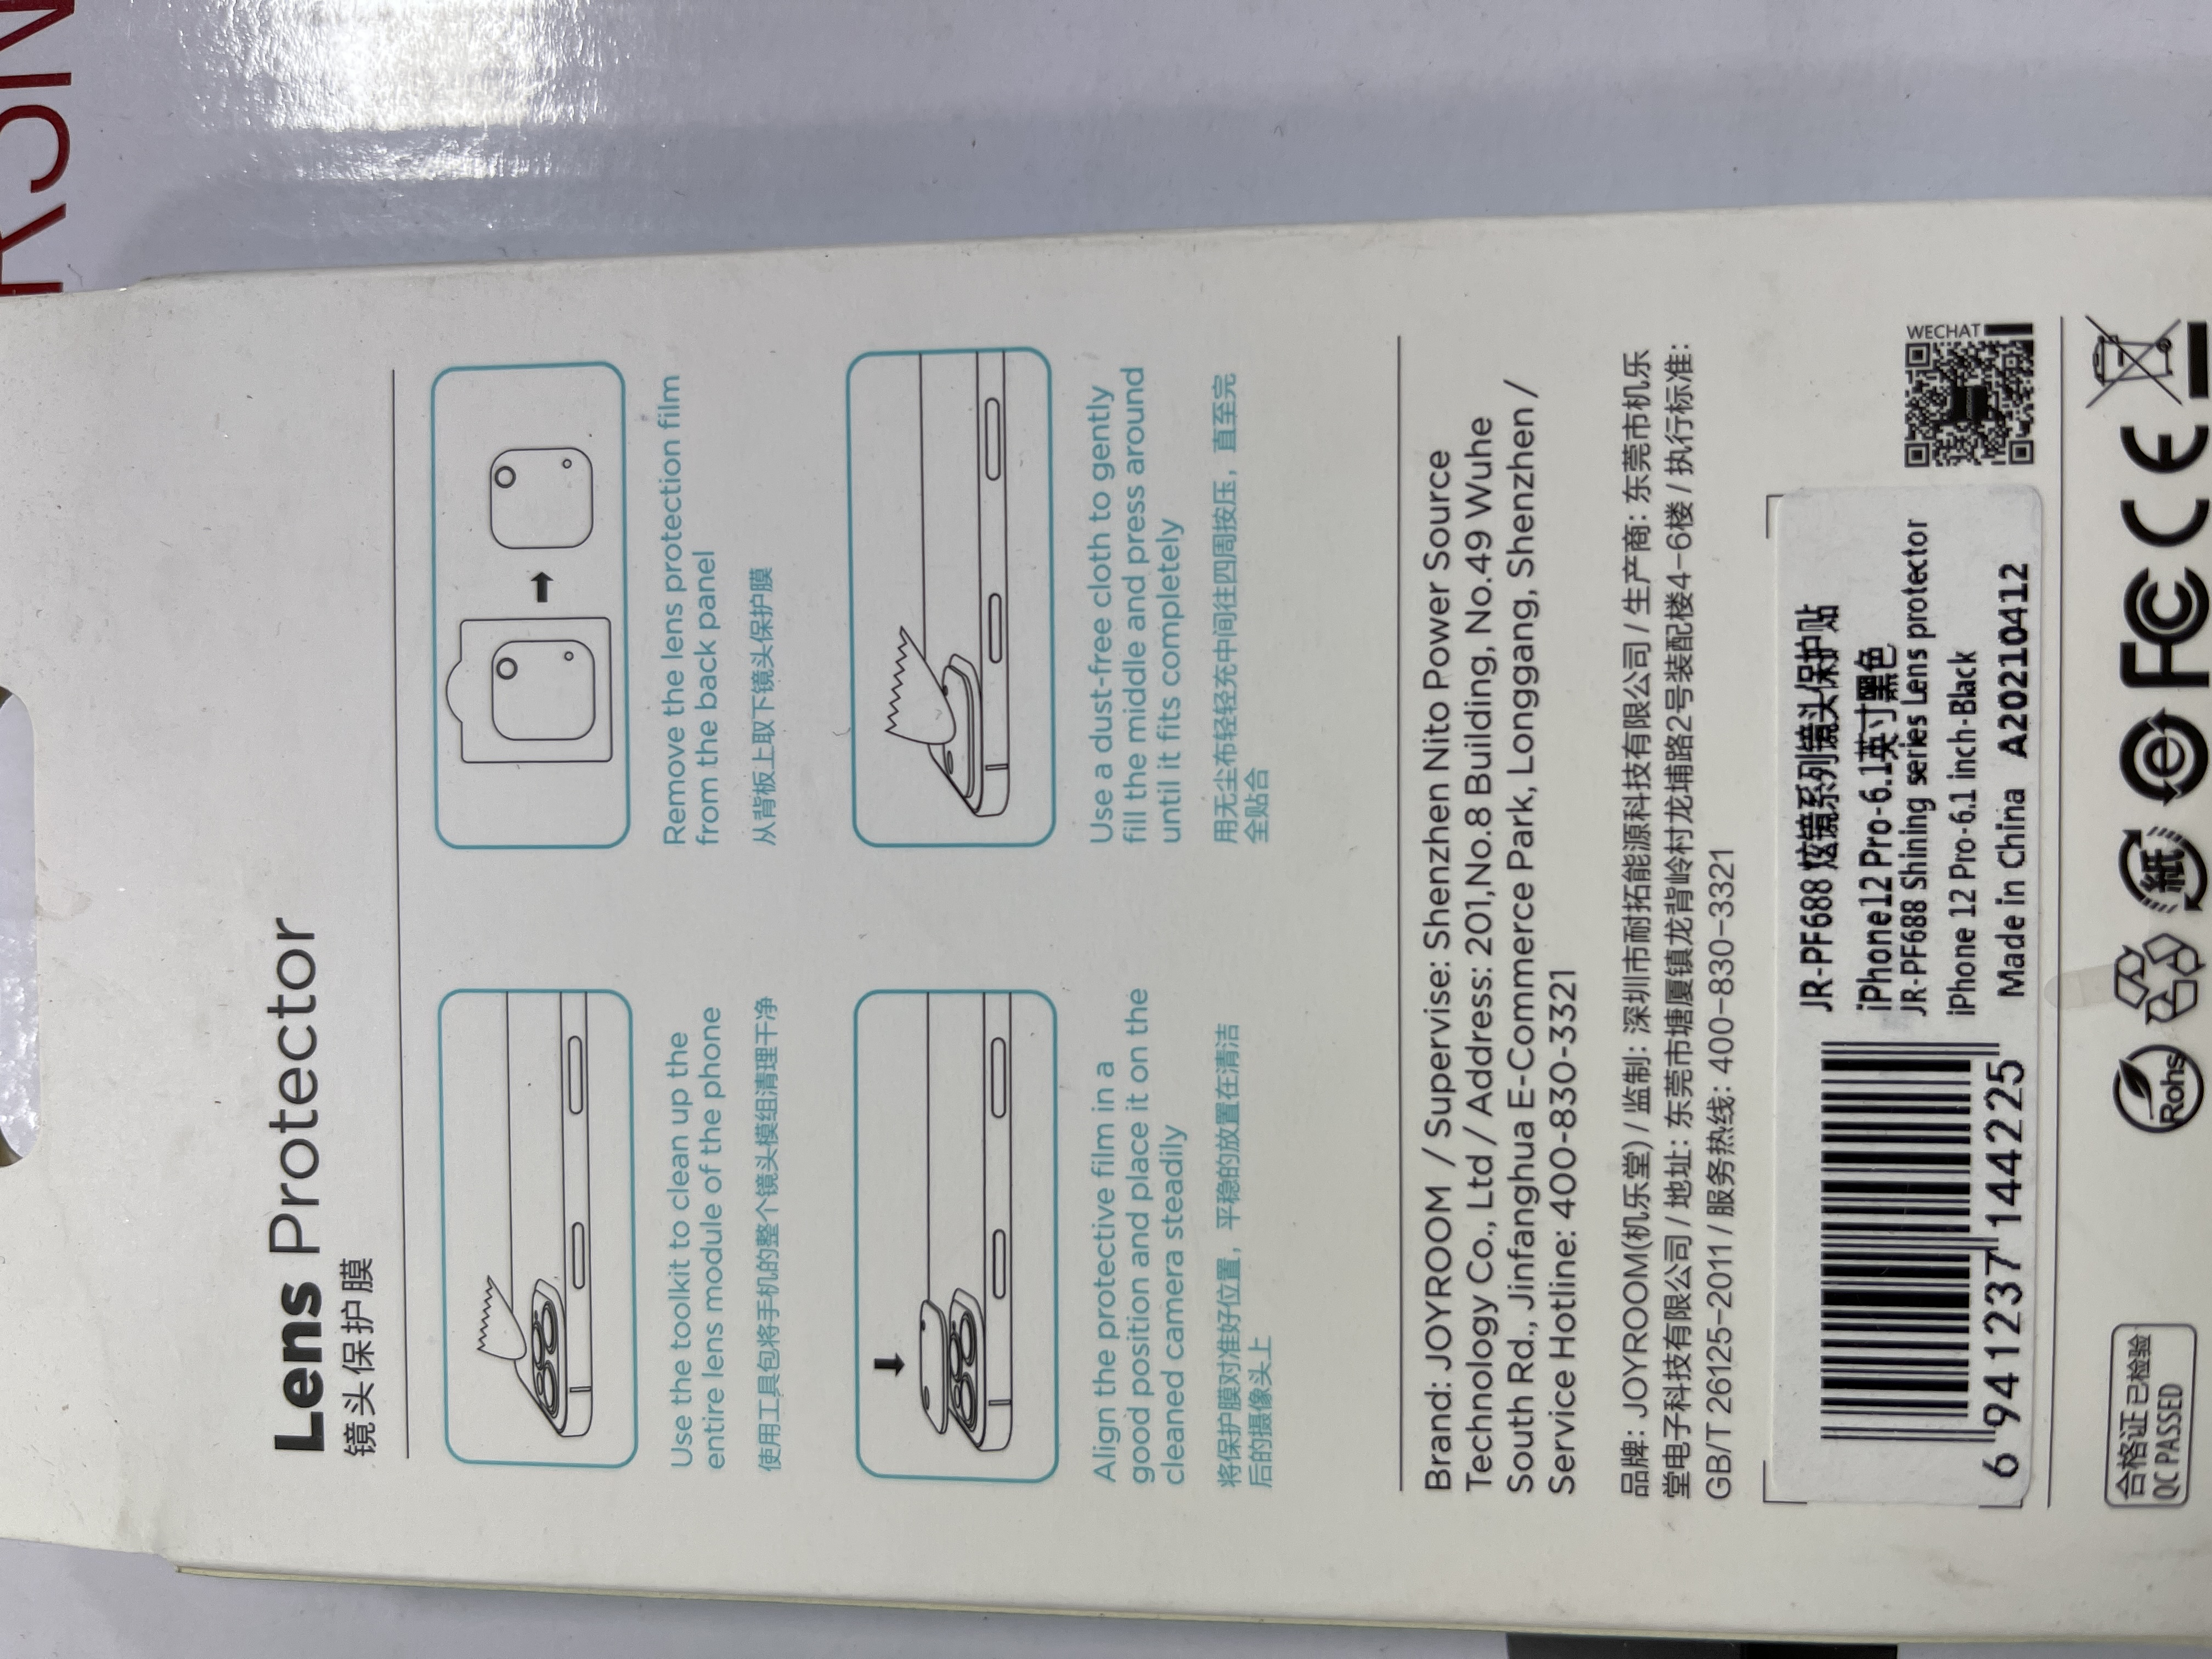 Lens Protector
镜头保护膜
Use the toolkit to clean up the
entire lens module of the phone
使用工具包将手机的整个镜头模组清理干净
Remove the lens protection film
from the back panel
从背板上取下镜头保护膜
Align the protective film in a
good position and place it on the
cleaned camera steadily
将保护膜对准好位置，平稳的放置在清洁
后的摄像头上
Use a dust-free cloth to gently
fill the middle and press around
until it fits completely
用无尘布轻轻充中间往四周按压，直至完
全贴合
Brand: JOYROOM / Supervise: Shenzhen Nito Power Source
Technology Co., Ltd / Address: 201,No.8 Building, No.49 Wuhe
South Rd., Jinfanghua E-Commerce Park, Longgang, Shenzhen /
Service Hotline: 400-830-3321
品牌: JOYROOM(机乐堂) / 监制: 深圳市耐拓能源科技有限公司 / 生产商: 东莞市机乐
堂电子科技有限公司 / 地址: 东莞市塘厦镇龙背岭村龙埔路2号装配楼4-6楼 / 执行标准:
GB/T 26125-2011 / 服务热线: 400-830-3321
JR-PF688 炫镜系列镜头保护贴
iPhone12 Pro-6.1英寸黑色
JR-PF688 Shining series Lens protector
iPhone 12 Pro-6.1 inch-Black
Made in China A20210412
6 941237 144225
WECHAT
合格证 已检验
QC PASSED
Rohs
紙
e
FC CE